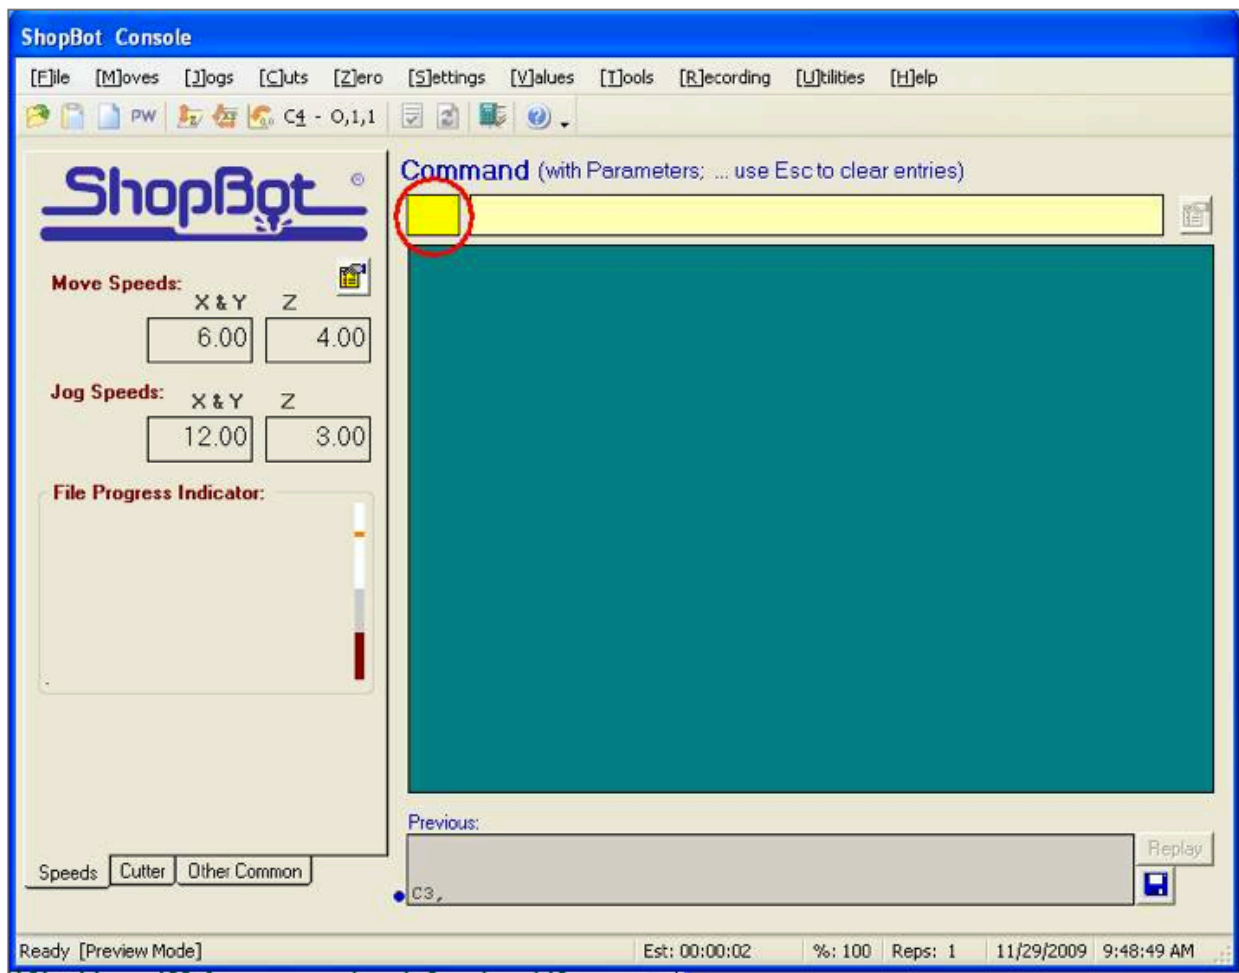 ShopBot Console
[F]ile [M]oves [J]ogs [C]uts [Z]ero [S]ettings [V]alues [T]ools [R]ecording [U]tilities [H]elp
PW C4 - O,1,1
Command (with Parameters; ... use Esc to clear entries)
ShopBot ®
Move Speeds:
X & Y Z
6.00 4.00
Jog Speeds:
X & Y Z
12.00 3.00
File Progress Indicator:
Previous:
Replay
C3,
Speeds Cutter Other Common
Ready [Preview Mode] Est: 00:00:02 %: 100 Reps: 1 11/29/2009 9:48:49 AM